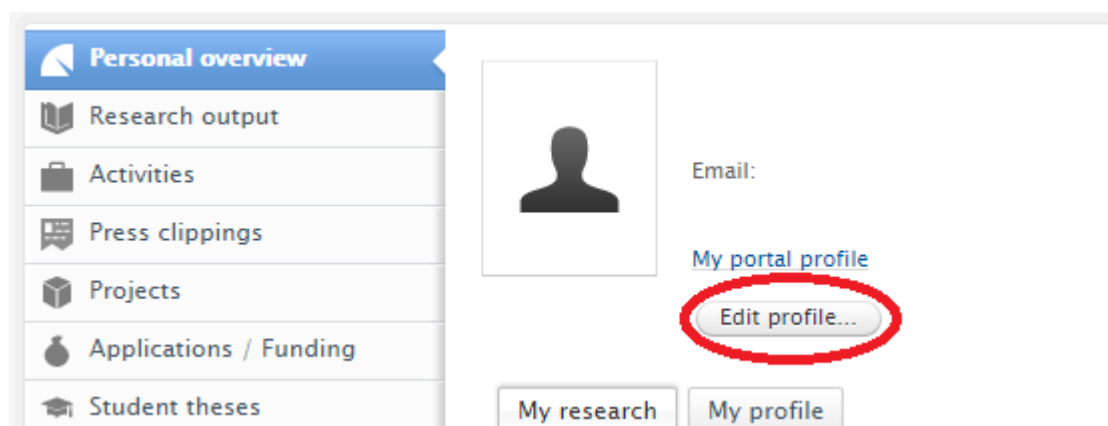 Personal overview
Research output
Activities
Press clippings
Projects
Applications / Funding
Student theses
Email:
My portal profile
Edit profile...
My research
My profile